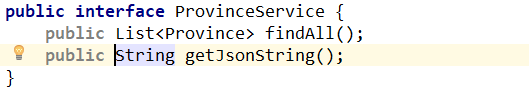 public interface ProvinceService {
    public List<Province> findAll();
    public String getJsonString();
}